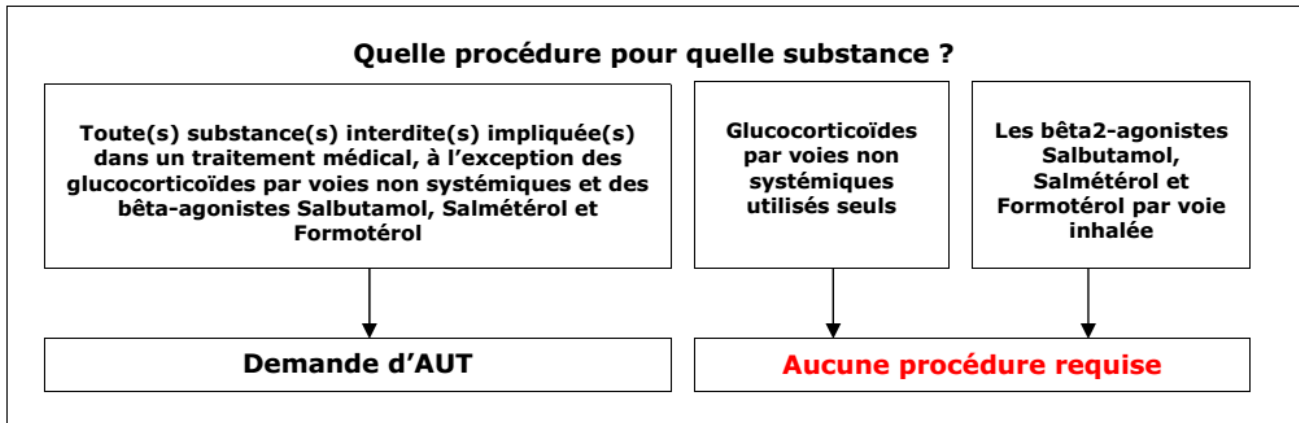 Quelle procédure pour quelle substance ?
Toute(s) substance(s) interdite(s) impliquée(s)
dans un traitement médical, à l'exception des
glucocorticoïdes par voies non systémiques et des
bêta-agonistes Salbutamol, Salmétérol et
Formotérol
Glucocorticoïdes
par voies non
systémiques
utilisés seuls
Les bêta2-agonistes
Salbutamol,
Salmétérol et
Formotérol par voie
inhalée
Demande d'AUT
Aucune procédure requise